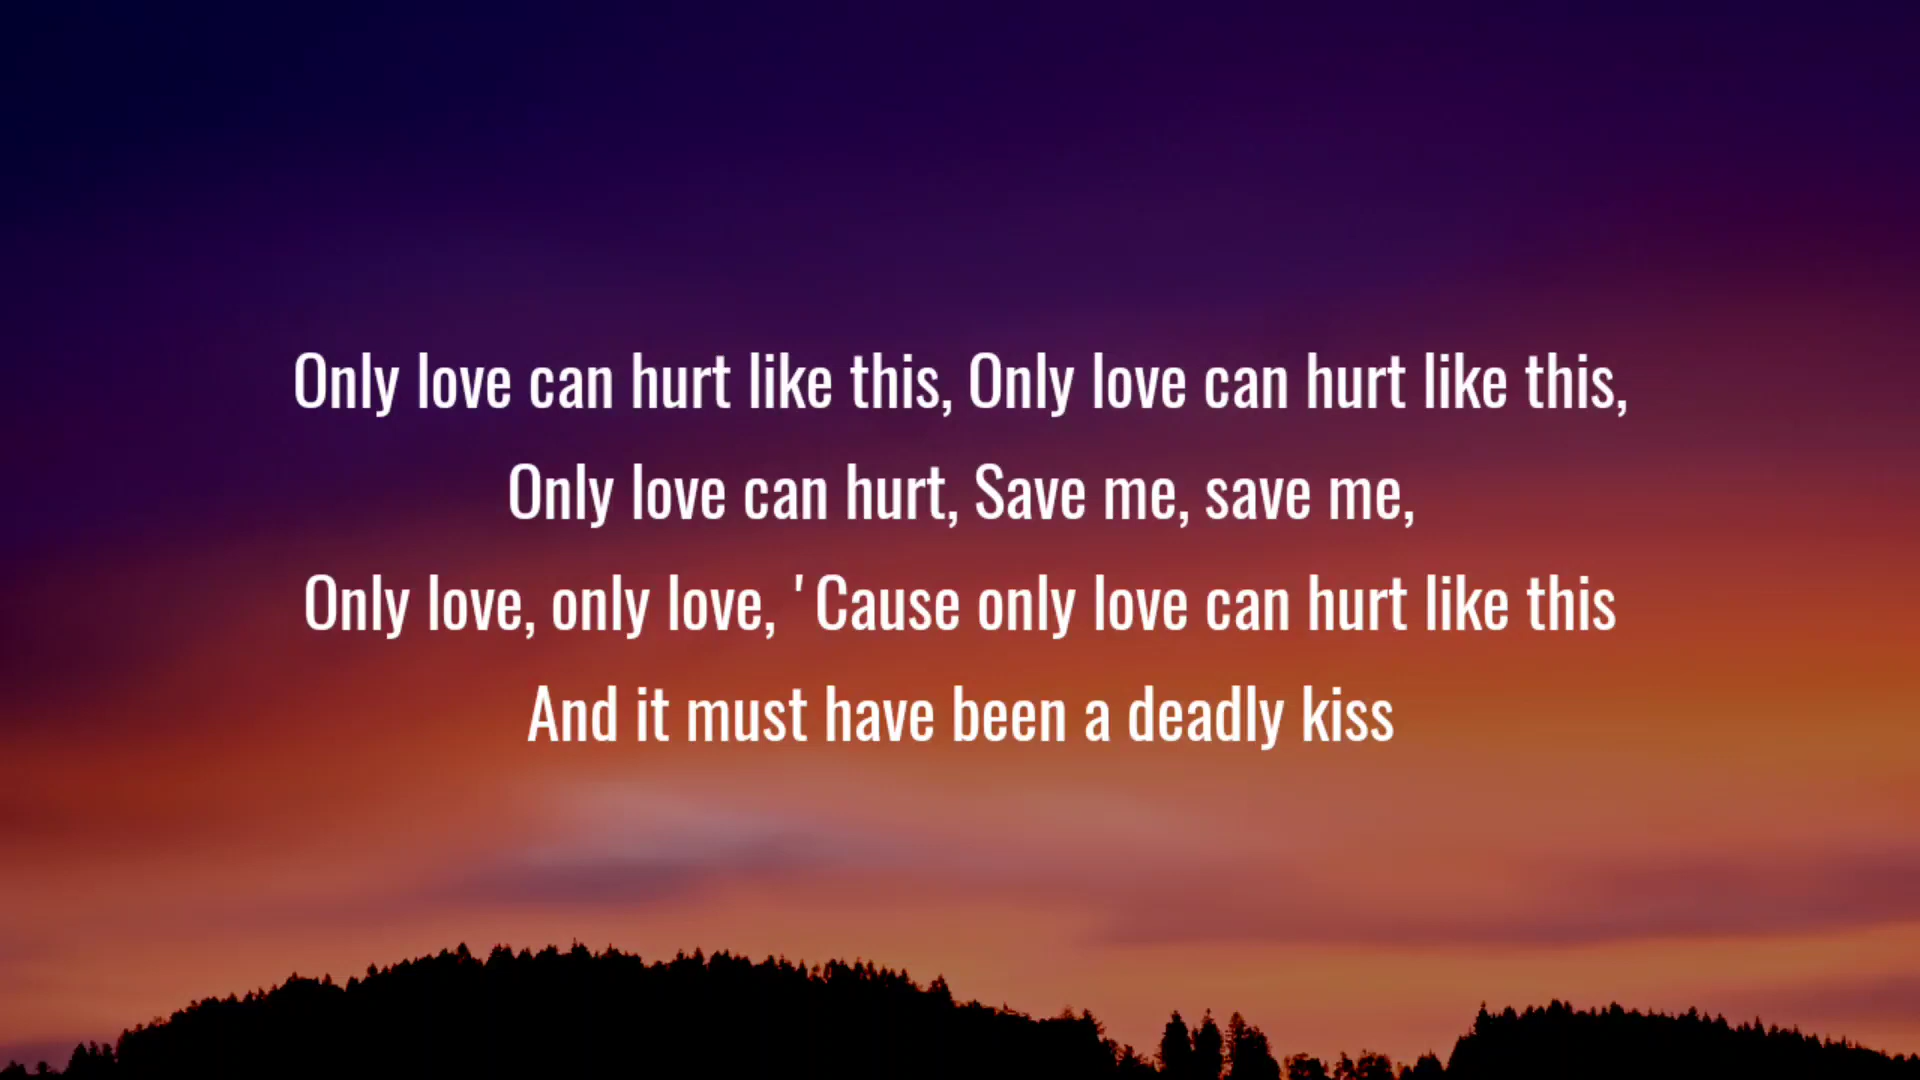 Only love can hurt like this, Only love can hurt like this,
Only love can hurt, Save me, save me,
Only love, only love, 'Cause only love can hurt like this
And it must have been a deadly kiss